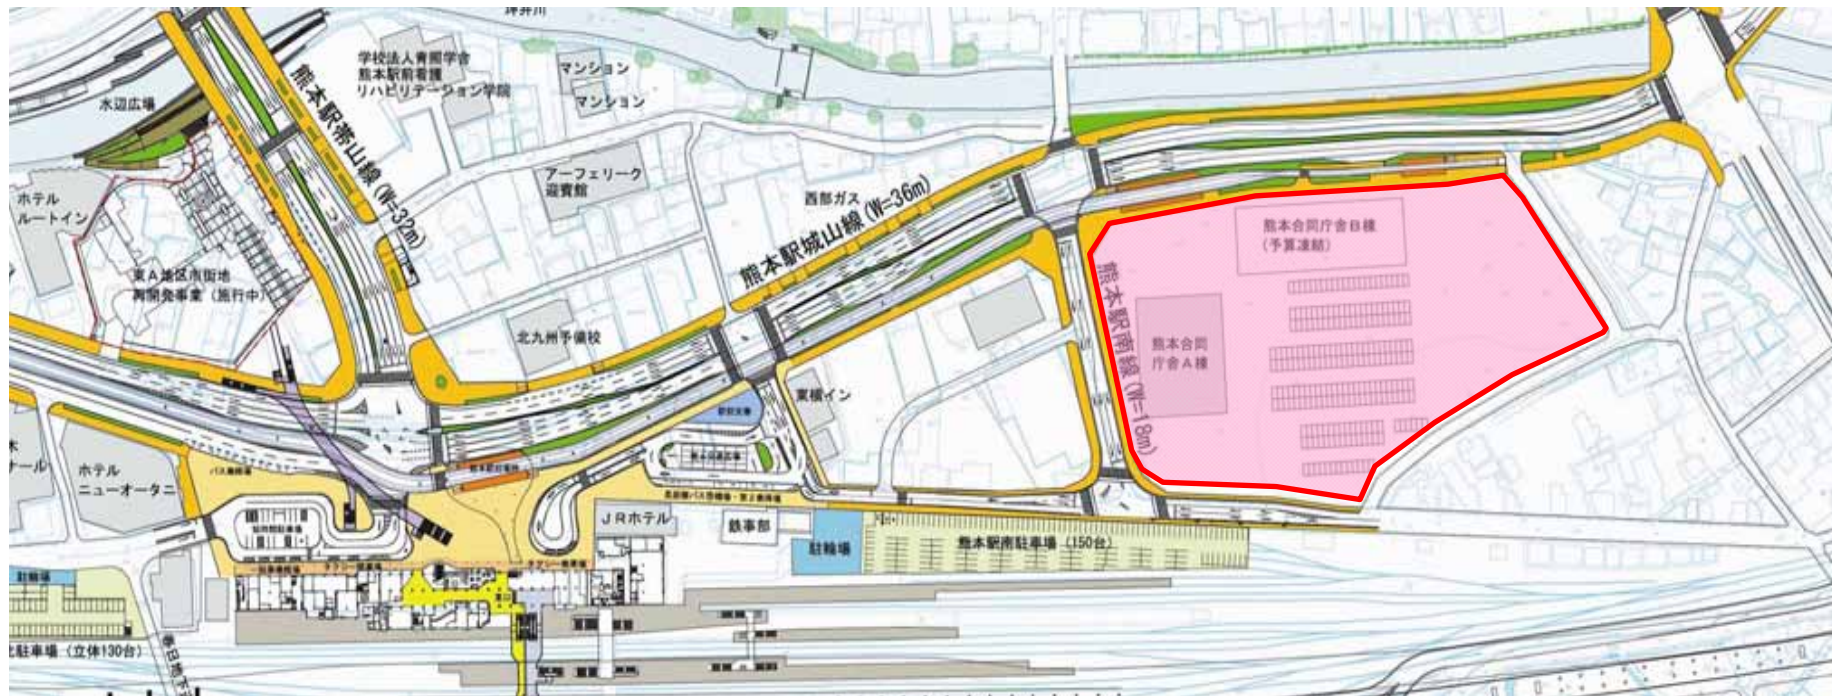 坪井川
学校法人青照学舎
熊本駅前看護
リハビリテーション学院
マンション
マンション
水辺広場
熊本駅帯山線(W=32m)
アーフェリーク
迎賓館
ホテル
ルートイン
西部ガス
熊本駅城山線(W=36m)
熊本合同庁舎B棟
(予算凍結)
東A地区市街地
再開発事業(施行中)
熊本駅南線(W=18m)
北九州予備校
熊本合同
庁舎A棟
東横イン
ホテル
ニューオータニ
JRホテル
鉄事部
駐輪場
熊本駅南駐車場(150台)
駐輪場
駐車場(立体130台)
春日地下